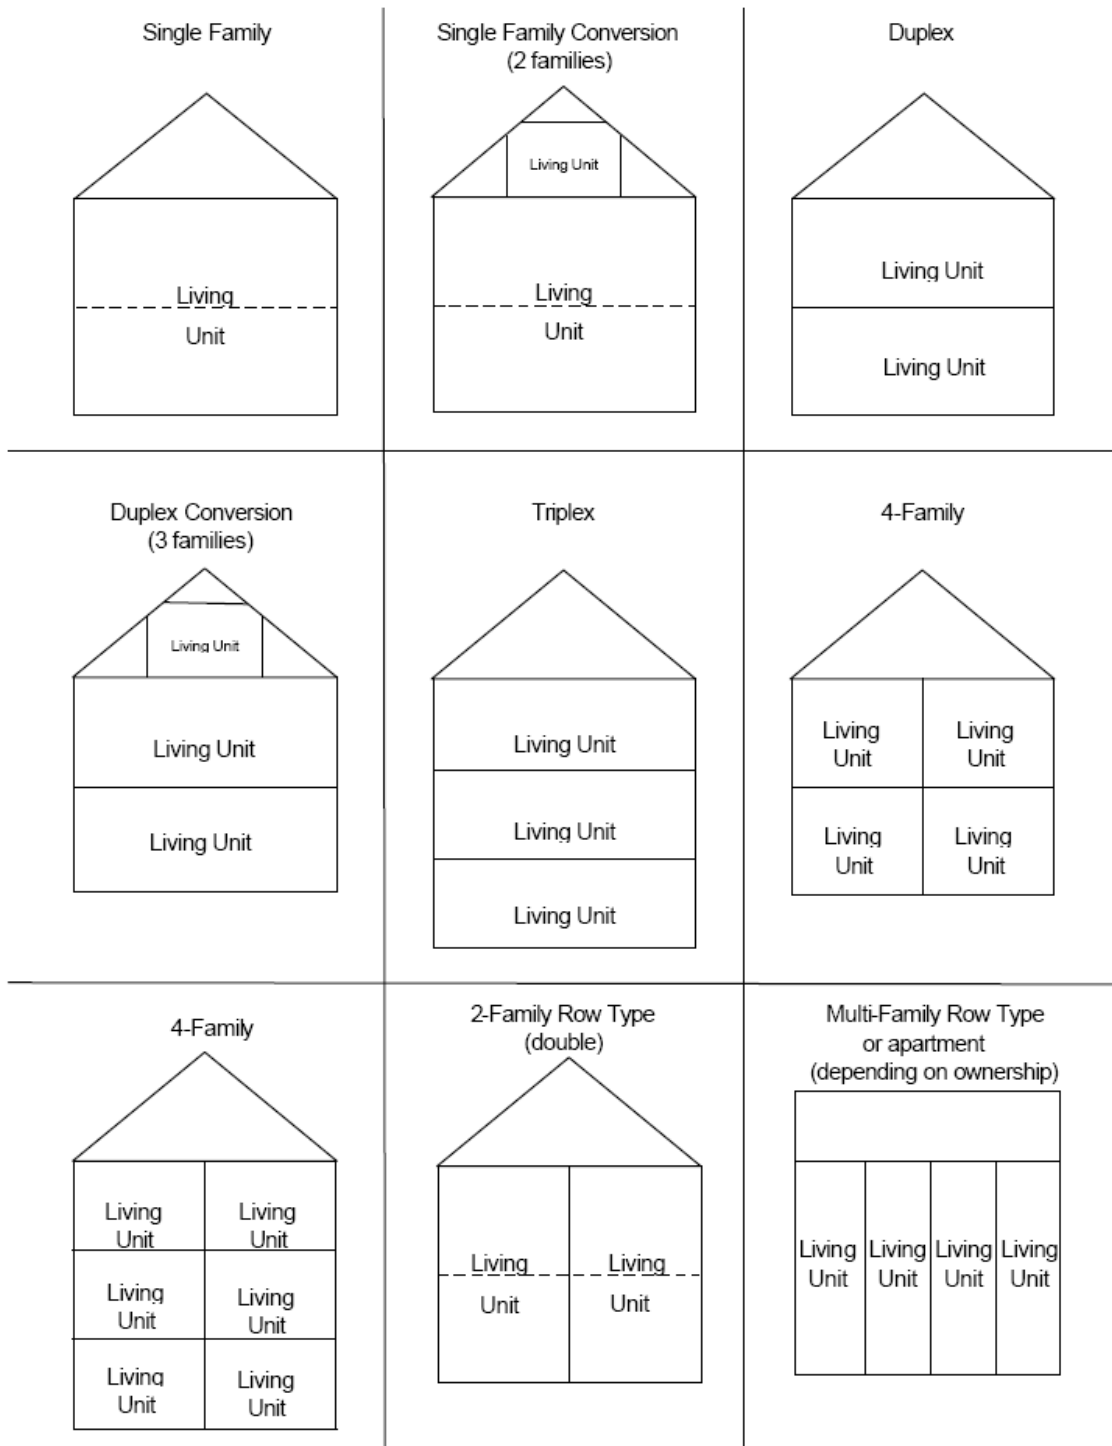 Single Family
Living
Unit
Single Family Conversion
(2 families)
Living Unit
Living
Unit
Duplex
Living Unit
Living Unit
Duplex Conversion
(3 families)
Living Unit
Living Unit
Living Unit
Triplex
Living Unit
Living Unit
Living Unit
4-Family
Living
Unit
Living
Unit
Living
Unit
Living
Unit
4-Family
Living
Unit
Living
Unit
Living
Unit
Living
Unit
Living
Unit
Living
Unit
2-Family Row Type
(double)
Living
Unit
Living
Unit
Multi-Family Row Type
or apartment
(depending on ownership)
Living
Unit
Living
Unit
Living
Unit
Living
Unit